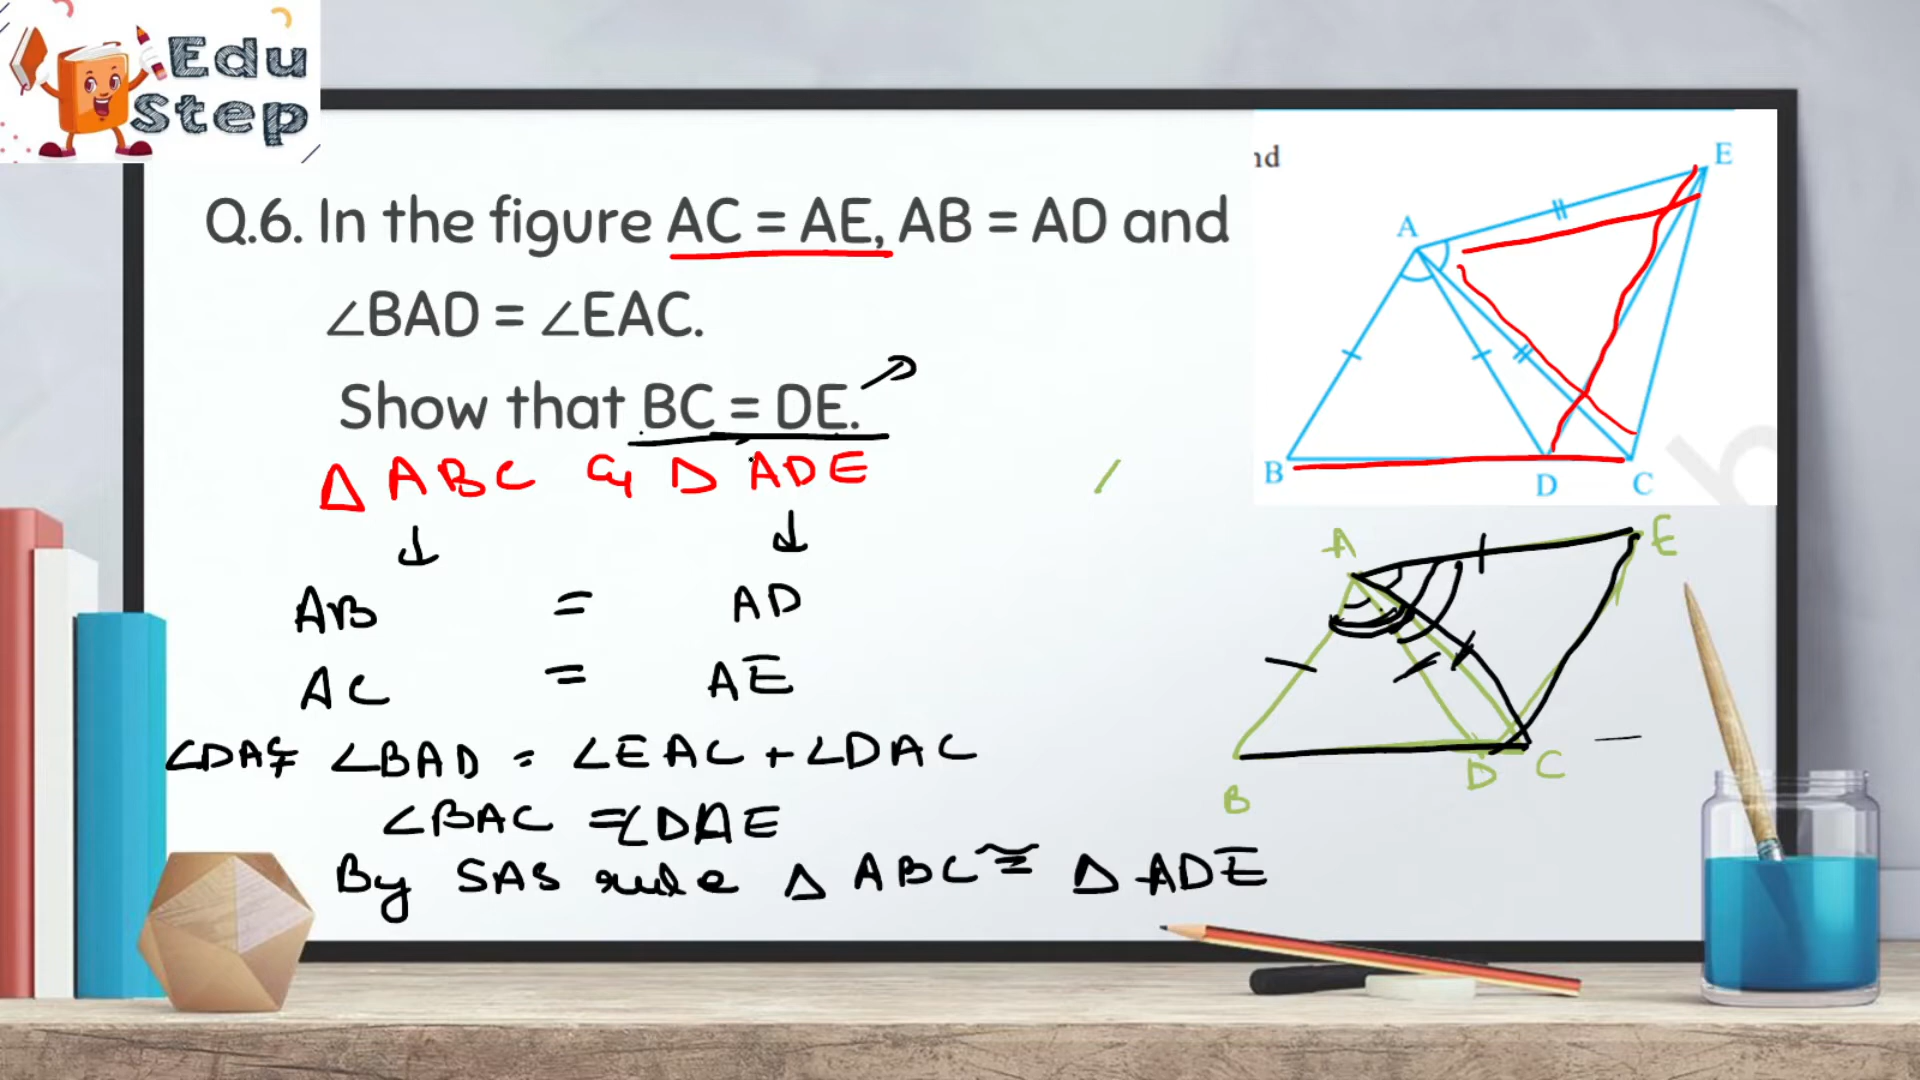 Edu
Step
nd
Q.6. In the figure AC = AE, AB = AD and
∠BAD = ∠EAC.
Show that BC = DE.
Δ ABC & Δ ADE
AB = AD
AC = AE
∠DAC + ∠BAD = ∠EAC + ∠DAC
∠BAC = ∠DAE
By SAS rule Δ ABC ≅ Δ ADE
E
A
B
D
C
A
E
B
D
C